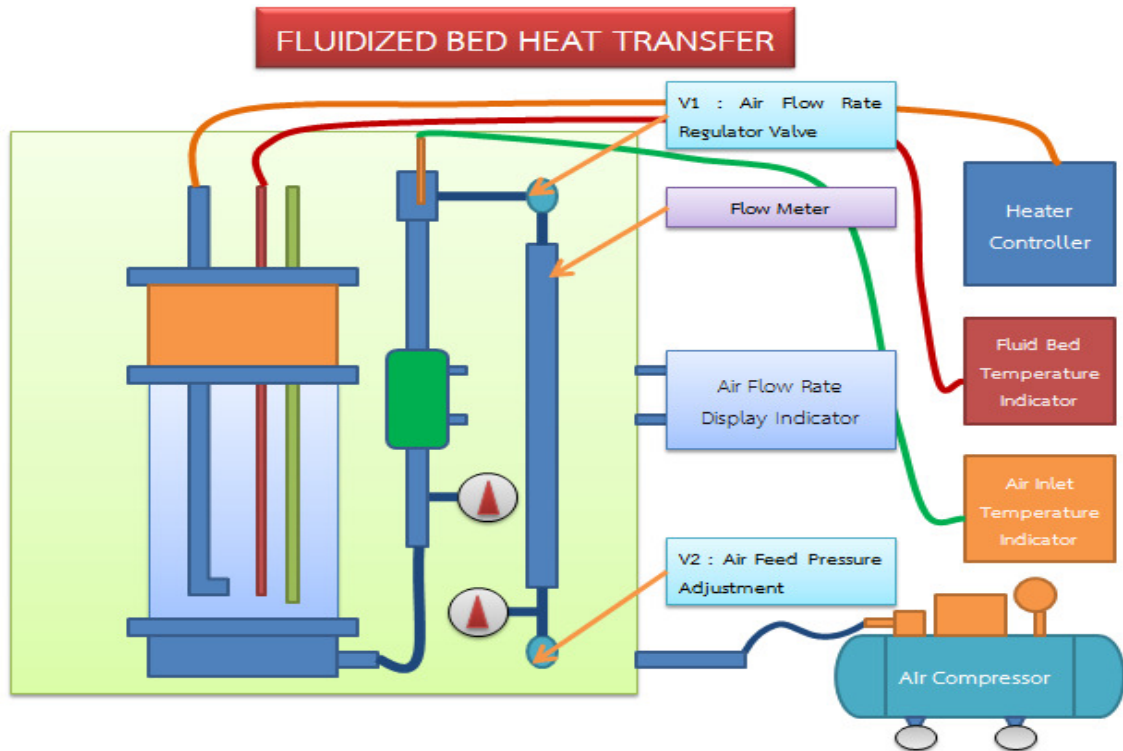 FLUIDIZED BED HEAT TRANSFER
V1 : Air Flow Rate
Regulator Valve
Flow Meter
Heater
Controller
Air Flow Rate
Display Indicator
Fluid Bed
Temperature
Indicator
Air Inlet
Temperature
Indicator
V2 : Air Feed Pressure
Adjustment
AIr Compressor